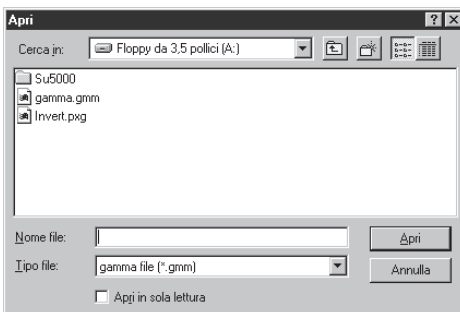 Apri
Cerca in: Floppy da 3,5 pollici (A:)
Su5000
gamma.gmm
Invert.pxg
Nome file: Apri
Tipo file: gamma file (*.gmm) Annulla
Apri in sola lettura